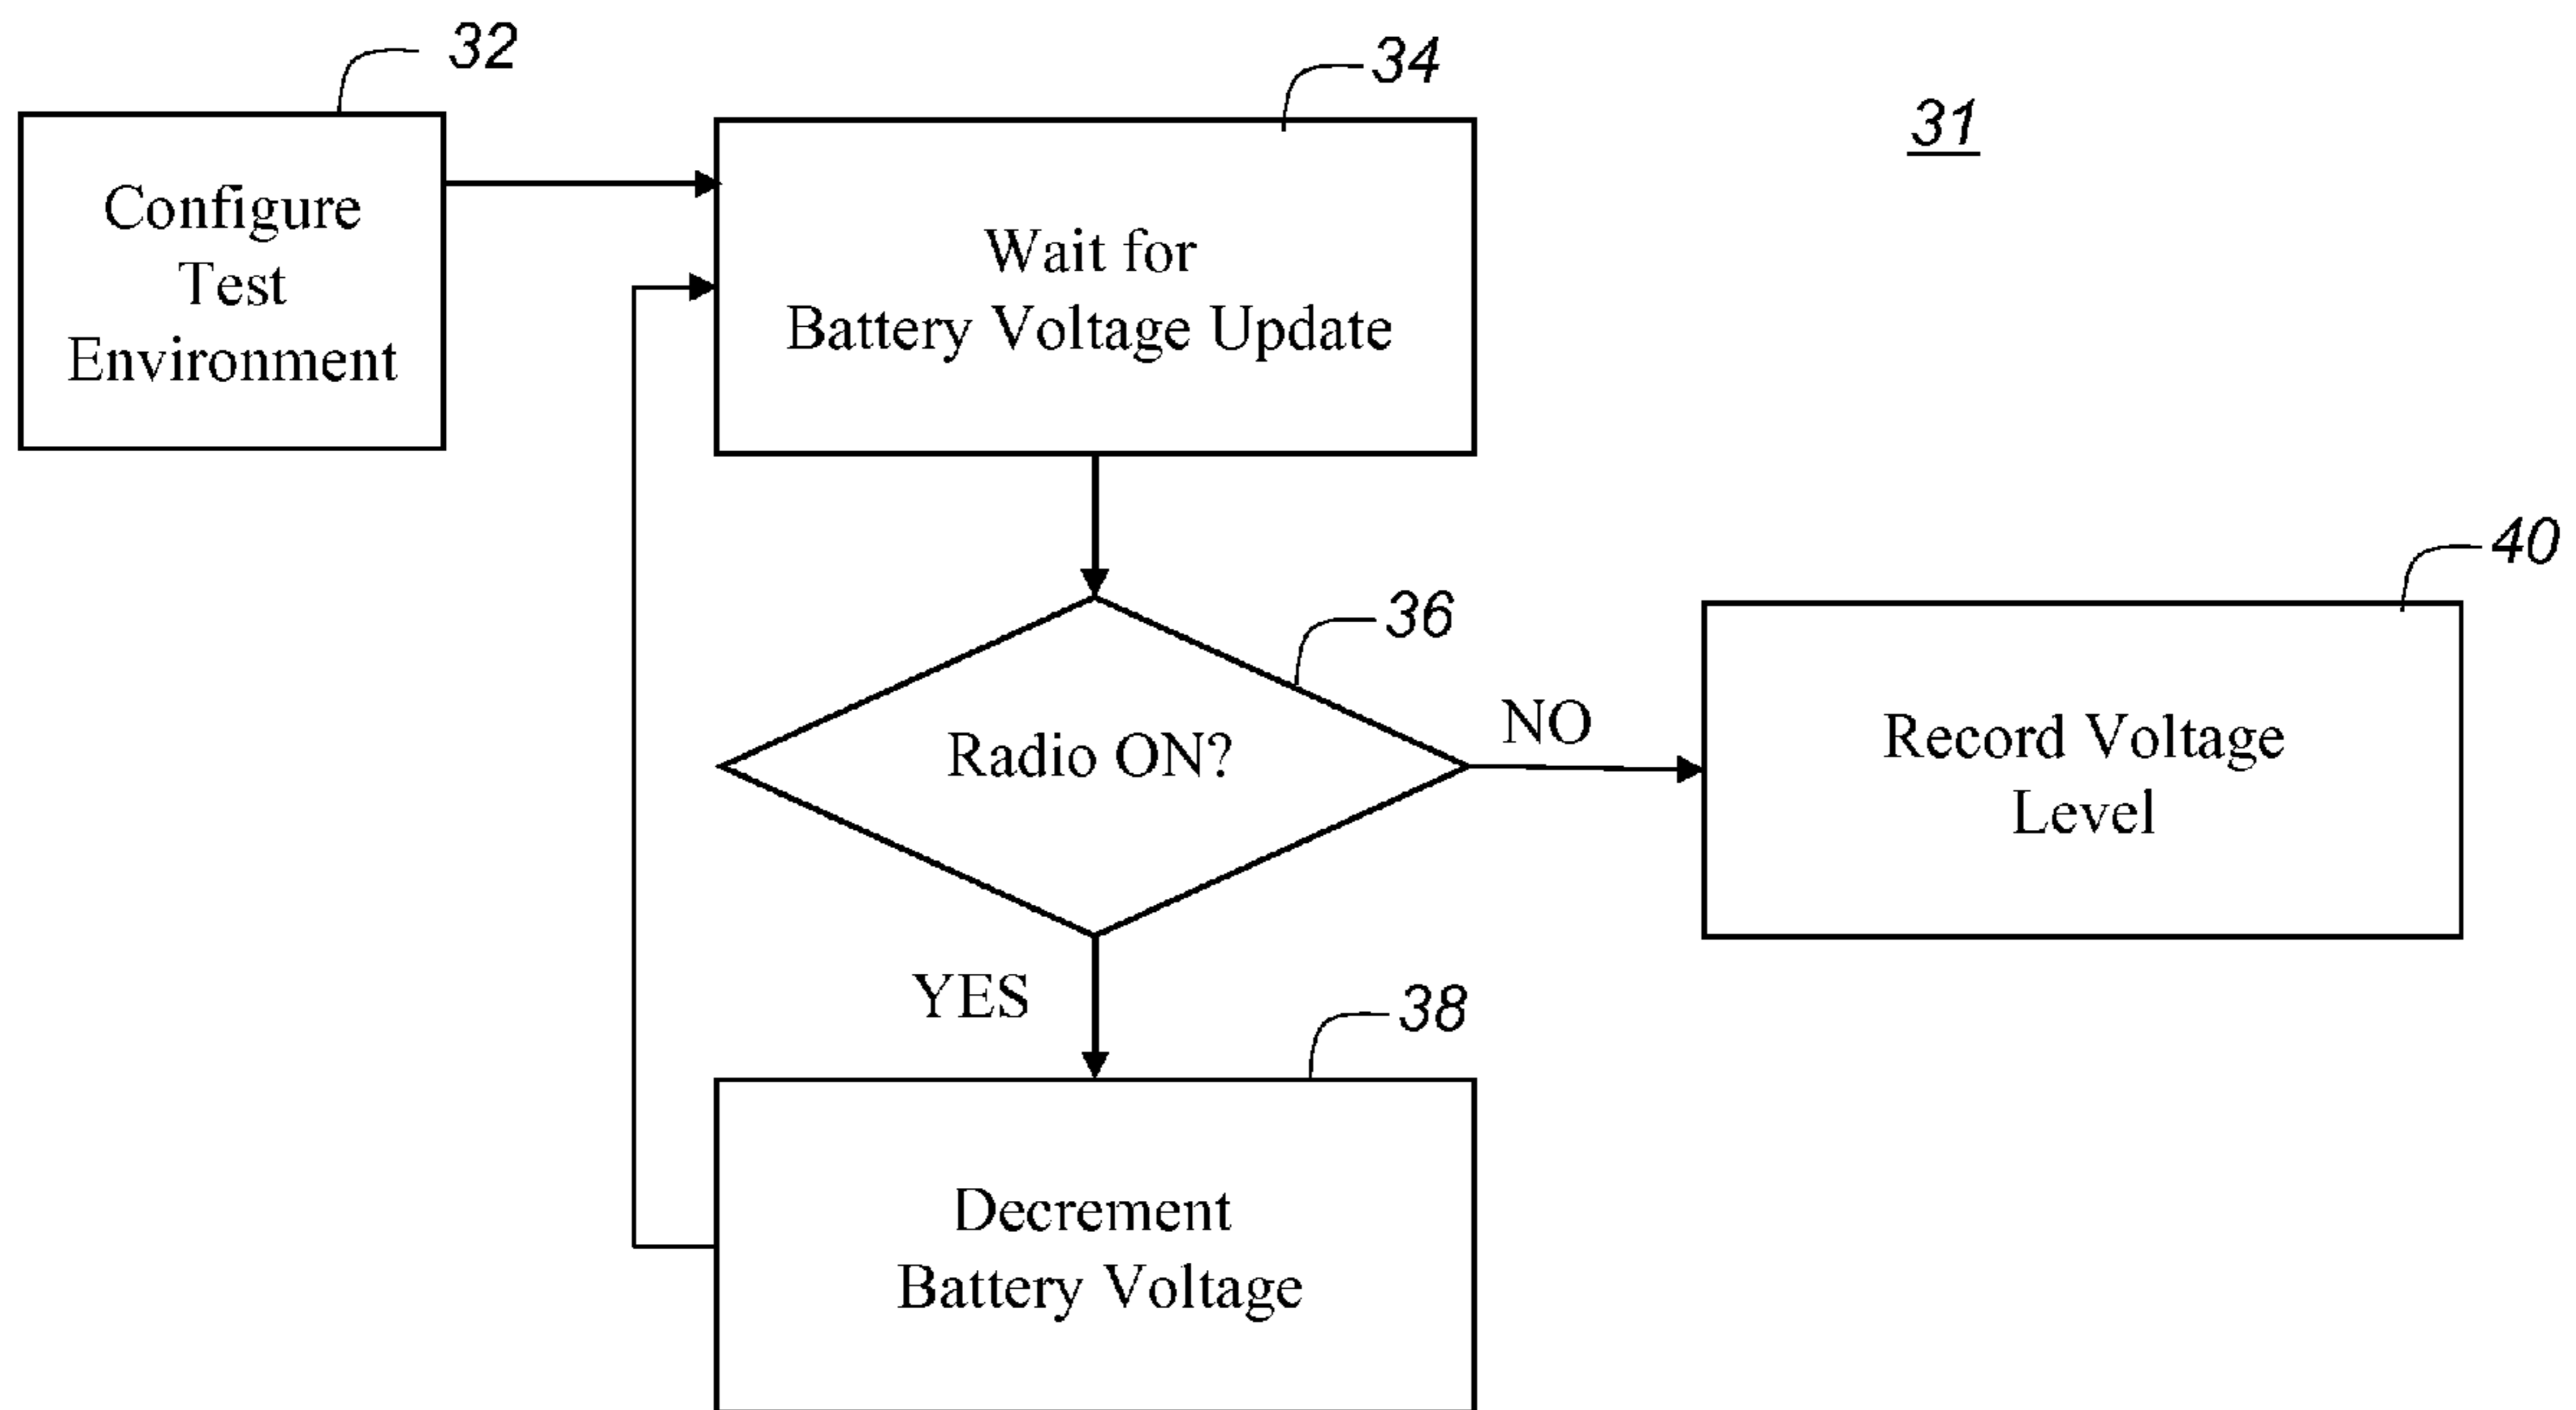 32
Configure
Test
Environment
34
Wait for
Battery Voltage Update
31
36
Radio ON?
NO
40
Record Voltage
Level
YES
38
Decrement
Battery Voltage